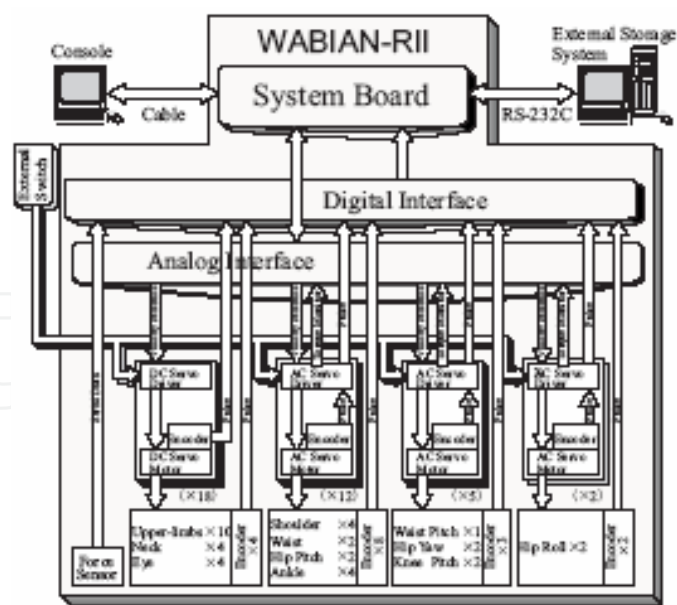 WABIAN-RII
Console
External Storage
System
System Board
Cable
RS-232C
External
Switch
Digital Interface
Analog Interface
DC Servo
Driver
AC Servo
Driver
AC Servo
Driver
Servo
Driver
Encoder
Encoder
Encoder
Encoder
DC Servo
Motor
AC Servo
Motor
AC Servo
Motor
AC Servo
Motor
(×18)
(×12)
(×5)
(×2)
Upper-limbs ×10
Neck ×4
Eye ×4
Encoder
×4
Shoulder ×4
Waist ×2
Hip Pitch ×2
Ankle ×4
Encoder
Waist Pitch ×1
Hip Yaw ×2
Knee Pitch ×2
Encoder
Hip Roll ×2
Encoder
×2
Force
Sensor